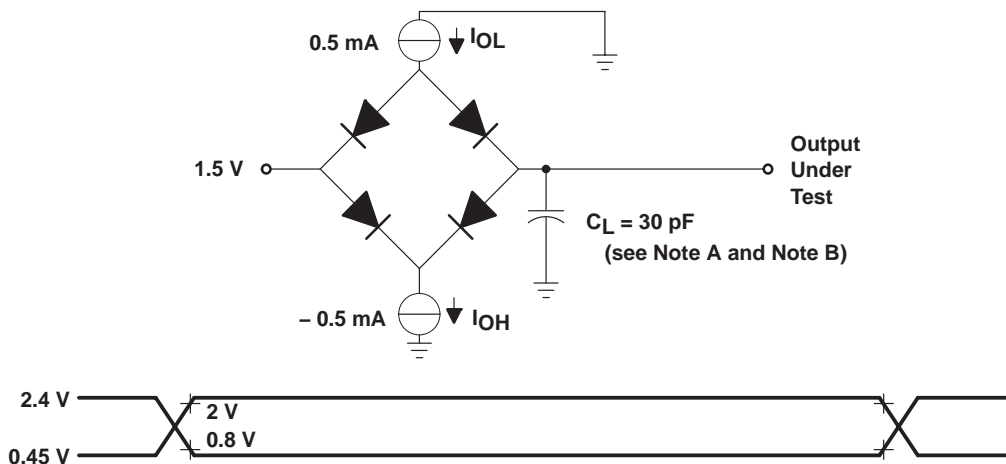 0.5 mA
IOL
1.5 V
Output
Under
Test
CL = 30 pF
(see Note A and Note B)
– 0.5 mA
IOH
2.4 V
2 V
0.8 V
0.45 V